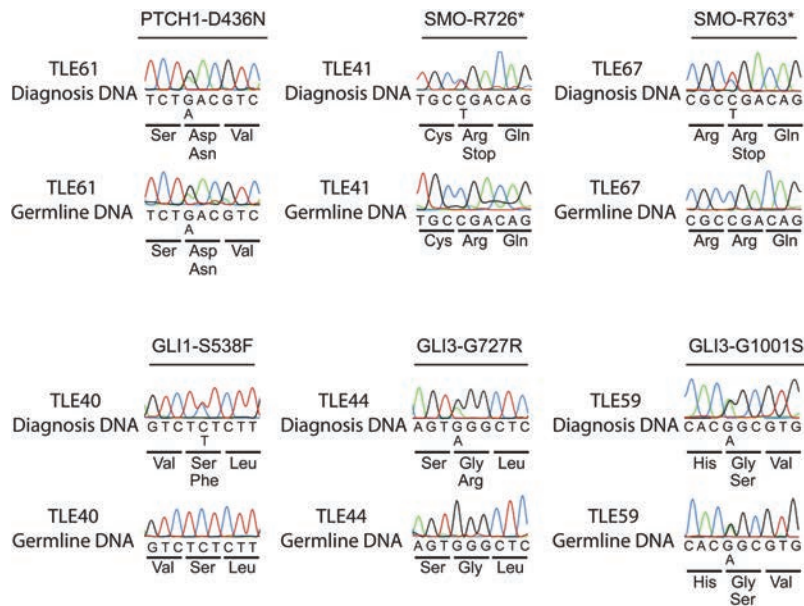 PTCH1-D436N
TLE61
Diagnosis DNA
TCTGACGTC
A
Ser Asp Val
Asn
TLE61
Germline DNA
TCTGACGTC
A
Ser Asp Val
Asn
SMO-R726*
TLE41
Diagnosis DNA
TGCCGACAG
T
Cys Arg Gln
Stop
TLE41
Germline DNA
TGCCGACAG
Cys Arg Gln
SMO-R763*
TLE67
Diagnosis DNA
CGCCGACAG
T
Arg Arg Gln
Stop
TLE67
Germline DNA
CGCCGACAG
Arg Arg Gln
GLI1-S538F
TLE40
Diagnosis DNA
GTCTCTCTT
T
Val Ser Leu
Phe
TLE40
Germline DNA
GTCTCTCTT
Val Ser Leu
GLI3-G727R
TLE44
Diagnosis DNA
AGTGGGCTC
A
Ser Gly Leu
Arg
TLE44
Germline DNA
AGTGGGCTC
Ser Gly Leu
GLI3-G1001S
TLE59
Diagnosis DNA
CACGGCGTG
A
His Gly Val
Ser
TLE59
Germline DNA
CACGGCGTG
A
His Gly Val
Ser